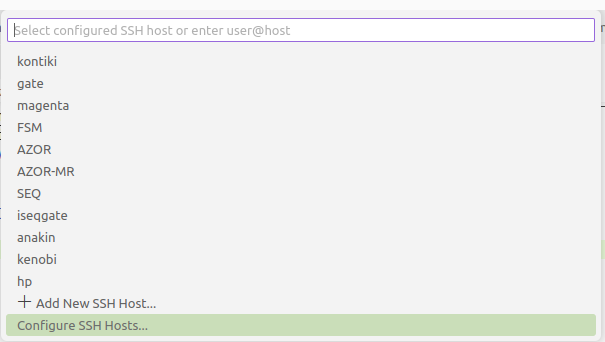 Select configured SSH host or enter user@host
kontiki
gate
magenta
FSM
AZOR
AZOR-MR
SEQ
iseqgate
anakin
kenobi
hp
+ Add New SSH Host...
Configure SSH Hosts...